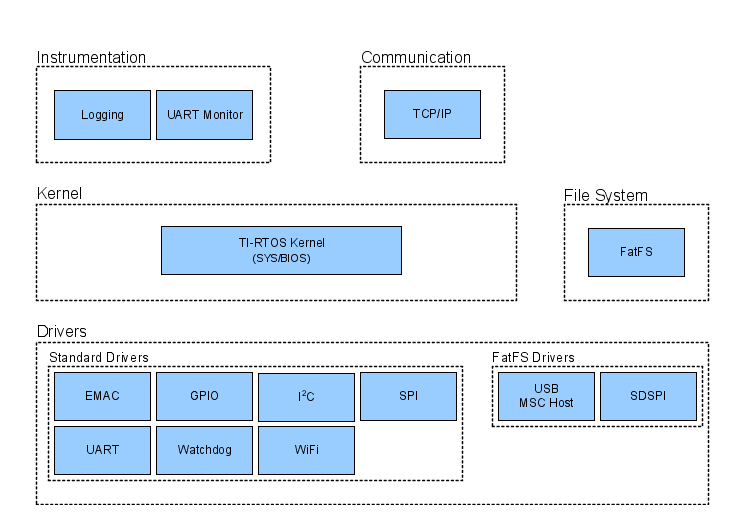 Instrumentation
Communication
Logging
UART Monitor
TCP/IP
Kernel
File System
TI-RTOS Kernel
(SYS/BIOS)
FatFS
Drivers
Standard Drivers
FatFS Drivers
EMAC
GPIO
I²C
SPI
USB
MSC Host
SDSPI
UART
Watchdog
WiFi